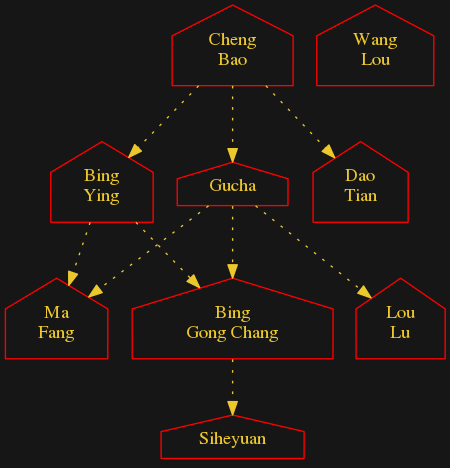 Cheng
Bao
Wang
Lou
Bing
Ying
Gucha
Dao
Tian
Ma
Fang
Bing
Gong Chang
Lou
Lu
Siheyuan